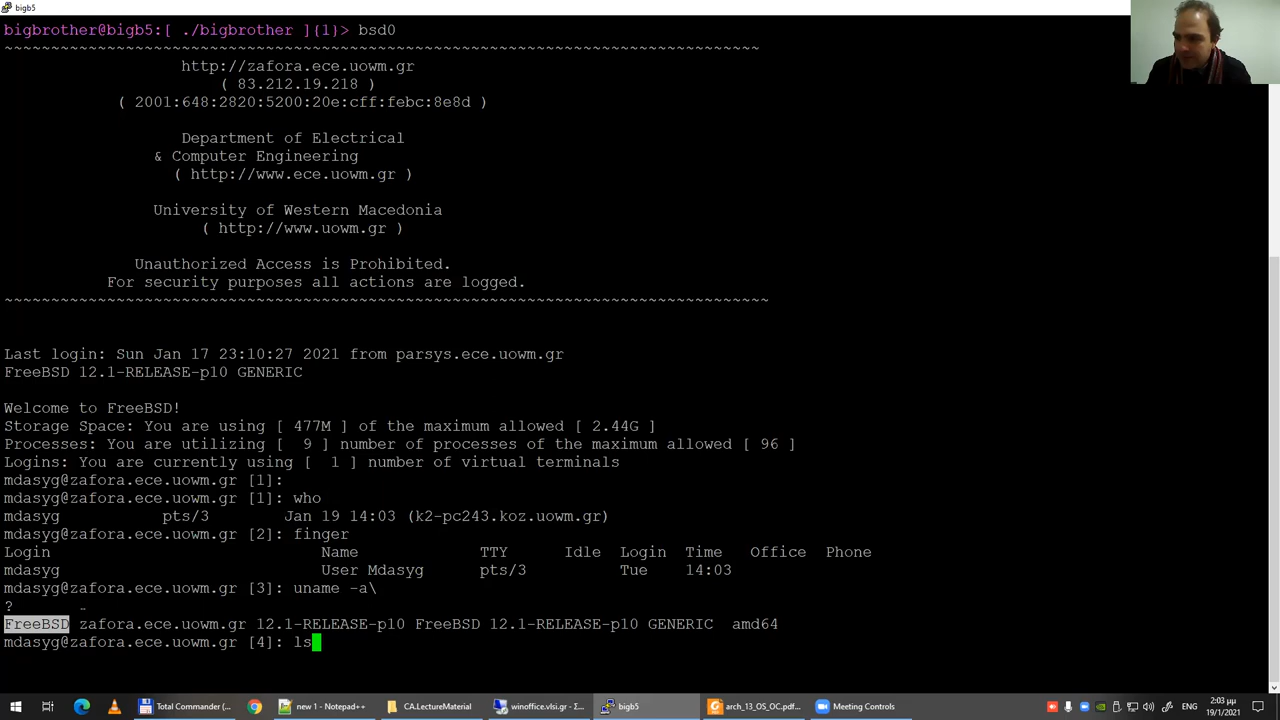 bigb5
bigbrother@bigb5:[ ./bigbrother ]{1}> bsd0
~~~~~~~~~~~~~~~~~~~~~~~~~~~~~~~~~~~~~~~~~~~~~~~~~~~~~~~~~~~~~~~~~~~~~~~~~~~~~~~~~
http://zafora.ece.uowm.gr
( 83.212.19.218 )
( 2001:648:2820:5200:20e:cff:febc:8e8d )
Department of Electrical
& Computer Engineering
( http://www.ece.uowm.gr )
University of Western Macedonia
( http://www.uowm.gr )
Unauthorized Access is Prohibited.
For security purposes all actions are logged.
~~~~~~~~~~~~~~~~~~~~~~~~~~~~~~~~~~~~~~~~~~~~~~~~~~~~~~~~~~~~~~~~~~~~~~~~~~~~~~~~~~
Last login: Sun Jan 17 23:10:27 2021 from parsys.ece.uowm.gr
FreeBSD 12.1-RELEASE-p10 GENERIC
Welcome to FreeBSD!
Storage Space: You are using [ 477M ] of the maximum allowed [ 2.44G ]
Processes: You are utilizing [  9 ] number of processes of the maximum allowed [ 96 ]
Logins: You are currently using [  1 ] number of virtual terminals
mdasyg@zafora.ece.uowm.gr [1]:
mdasyg@zafora.ece.uowm.gr [1]: who
mdasyg           pts/3        Jan 19 14:03 (k2-pc243.koz.uowm.gr)
mdasyg@zafora.ece.uowm.gr [2]: finger
Login                             Name             TTY      Idle  Login  Time   Office  Phone
mdasyg                            User Mdasyg      pts/3          Tue    14:03
mdasyg@zafora.ece.uowm.gr [3]: uname -a\
?
FreeBSD zafora.ece.uowm.gr 12.1-RELEASE-p10 FreeBSD 12.1-RELEASE-p10 GENERIC  amd64
mdasyg@zafora.ece.uowm.gr [4]: ls
Total Commander (... new 1 - Notepad++ CA.LectureMaterial winoffice.vlsi.gr - Σ... bigb5 arch_13_OS_OC.pdf... Meeting Controls ENG 2:03 μμ
19/1/2021